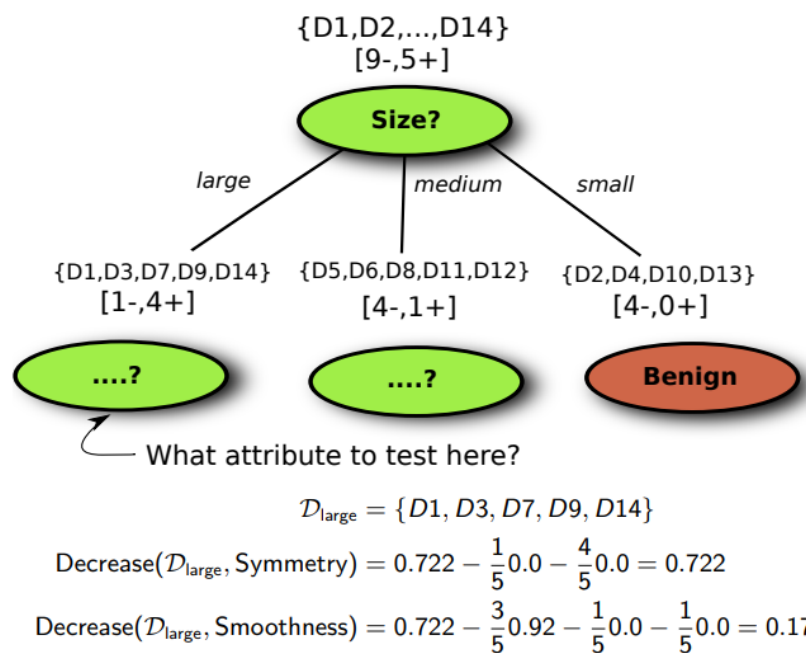 {D1,D2,...,D14}
[9-,5+]
Size?
large medium small
{D1,D3,D7,D9,D14} {D5,D6,D8,D11,D12} {D2,D4,D10,D13}
[1-,4+] [4-,1+] [4-,0+]
....? ....? Benign
What attribute to test here?
𝒟_large = {D1, D3, D7, D9, D14}
Decrease(𝒟_large, Symmetry) = 0.722 − 1/5 0.0 − 4/5 0.0 = 0.722
Decrease(𝒟_large, Smoothness) = 0.722 − 3/5 0.92 − 1/5 0.0 − 1/5 0.0 = 0.17